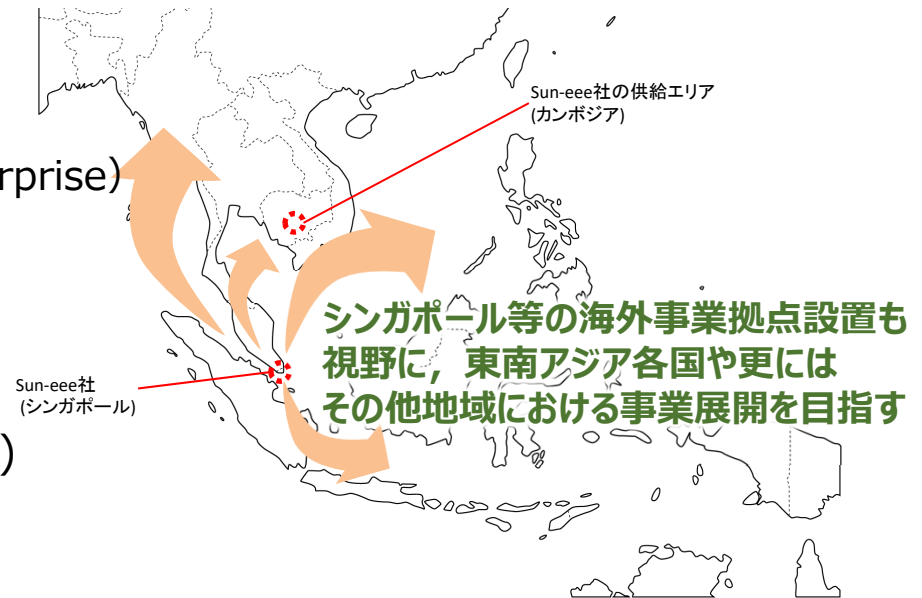 Sun-eee社の供給エリア
(カンボジア)
rprise)
シンガポール等の海外事業拠点設置も
視野に，東南アジア各国や更には
その他地域における事業展開を目指す
Sun-eee社
(シンガポール)
)